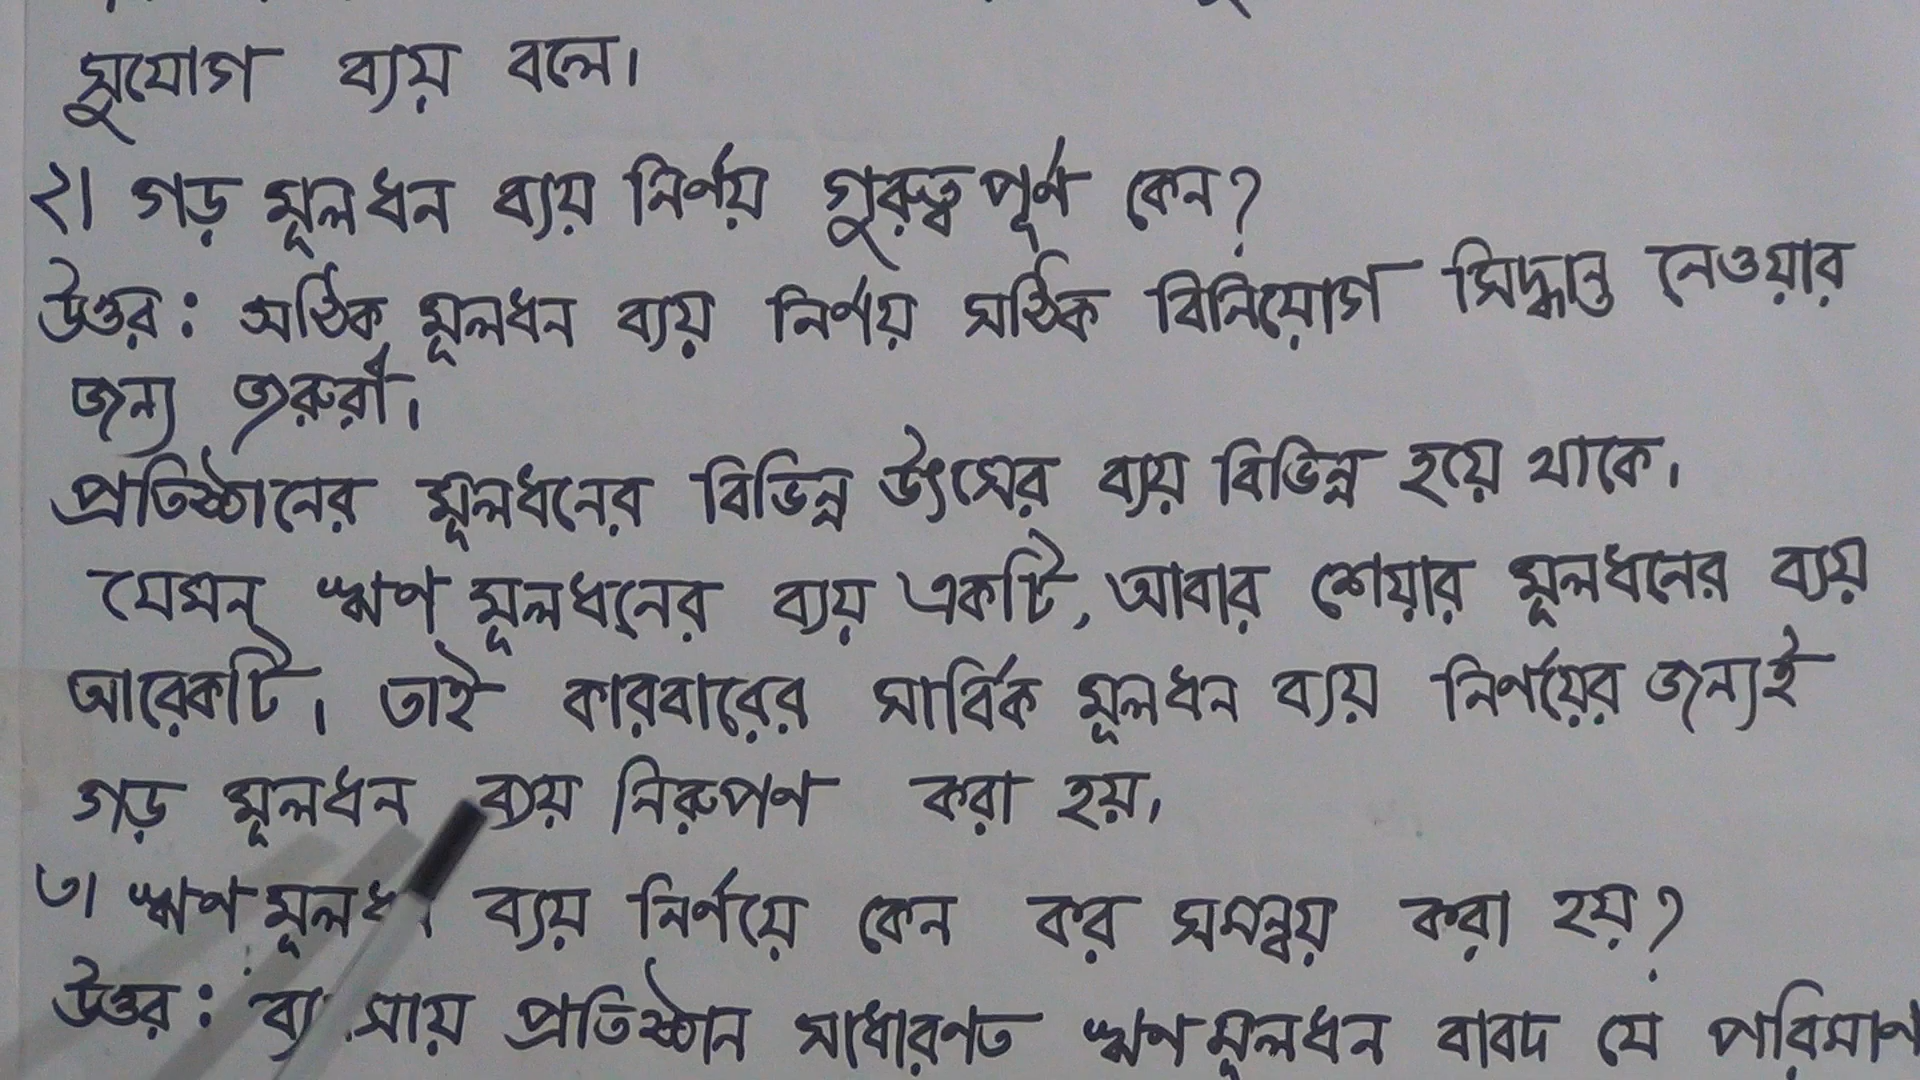 সুযোগ ব্যয় বলে।
২। গড় মূলধন ব্যয় নির্ণয় গুরুত্বপূর্ণ কেন?
উত্তর: সঠিক মূলধন ব্যয় নির্ণয় সঠিক বিনিয়োগ সিদ্ধান্ত নেওয়ার
জন্য জরুরী।
প্রতিষ্ঠানের মূলধনের বিভিন্ন উৎসের ব্যয় বিভিন্ন হয়ে থাকে।
যেমন ঋণ মূলধনের ব্যয় একটি, আবার শেয়ার মূলধনের ব্যয়
আরেকটি। তাই কারবারের সার্বিক মূলধন ব্যয় নির্ণয়ের জন্যই
গড় মূলধন ব্যয় নিরুপণ করা হয়।
৩। ঋণ মূলধন ব্যয় নির্ণয়ে কেন কর সমন্বয় করা হয়?
উত্তর: প্রতিষ্ঠান সাধারণত ঋণ মূলধন বাবদ যে পরিমাণ